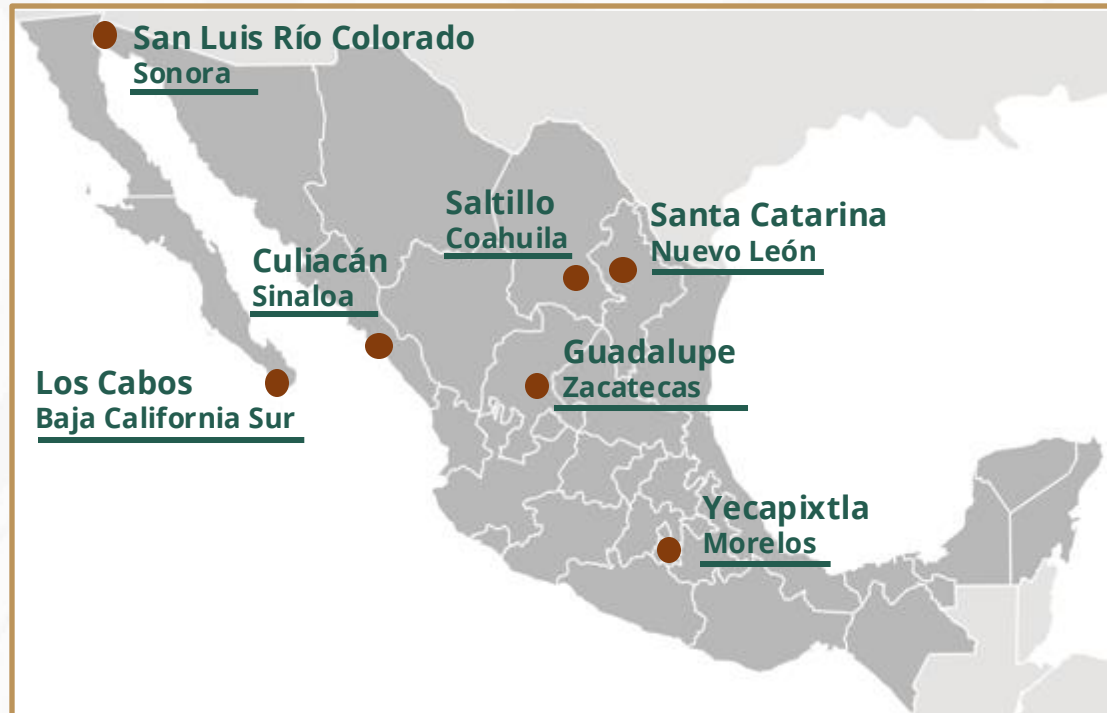 San Luis Río Colorado
Sonora
Saltillo
Coahuila
Santa Catarina
Nuevo León
Culiacán
Sinaloa
Guadalupe
Zacatecas
Los Cabos
Baja California Sur
Yecapixtla
Morelos